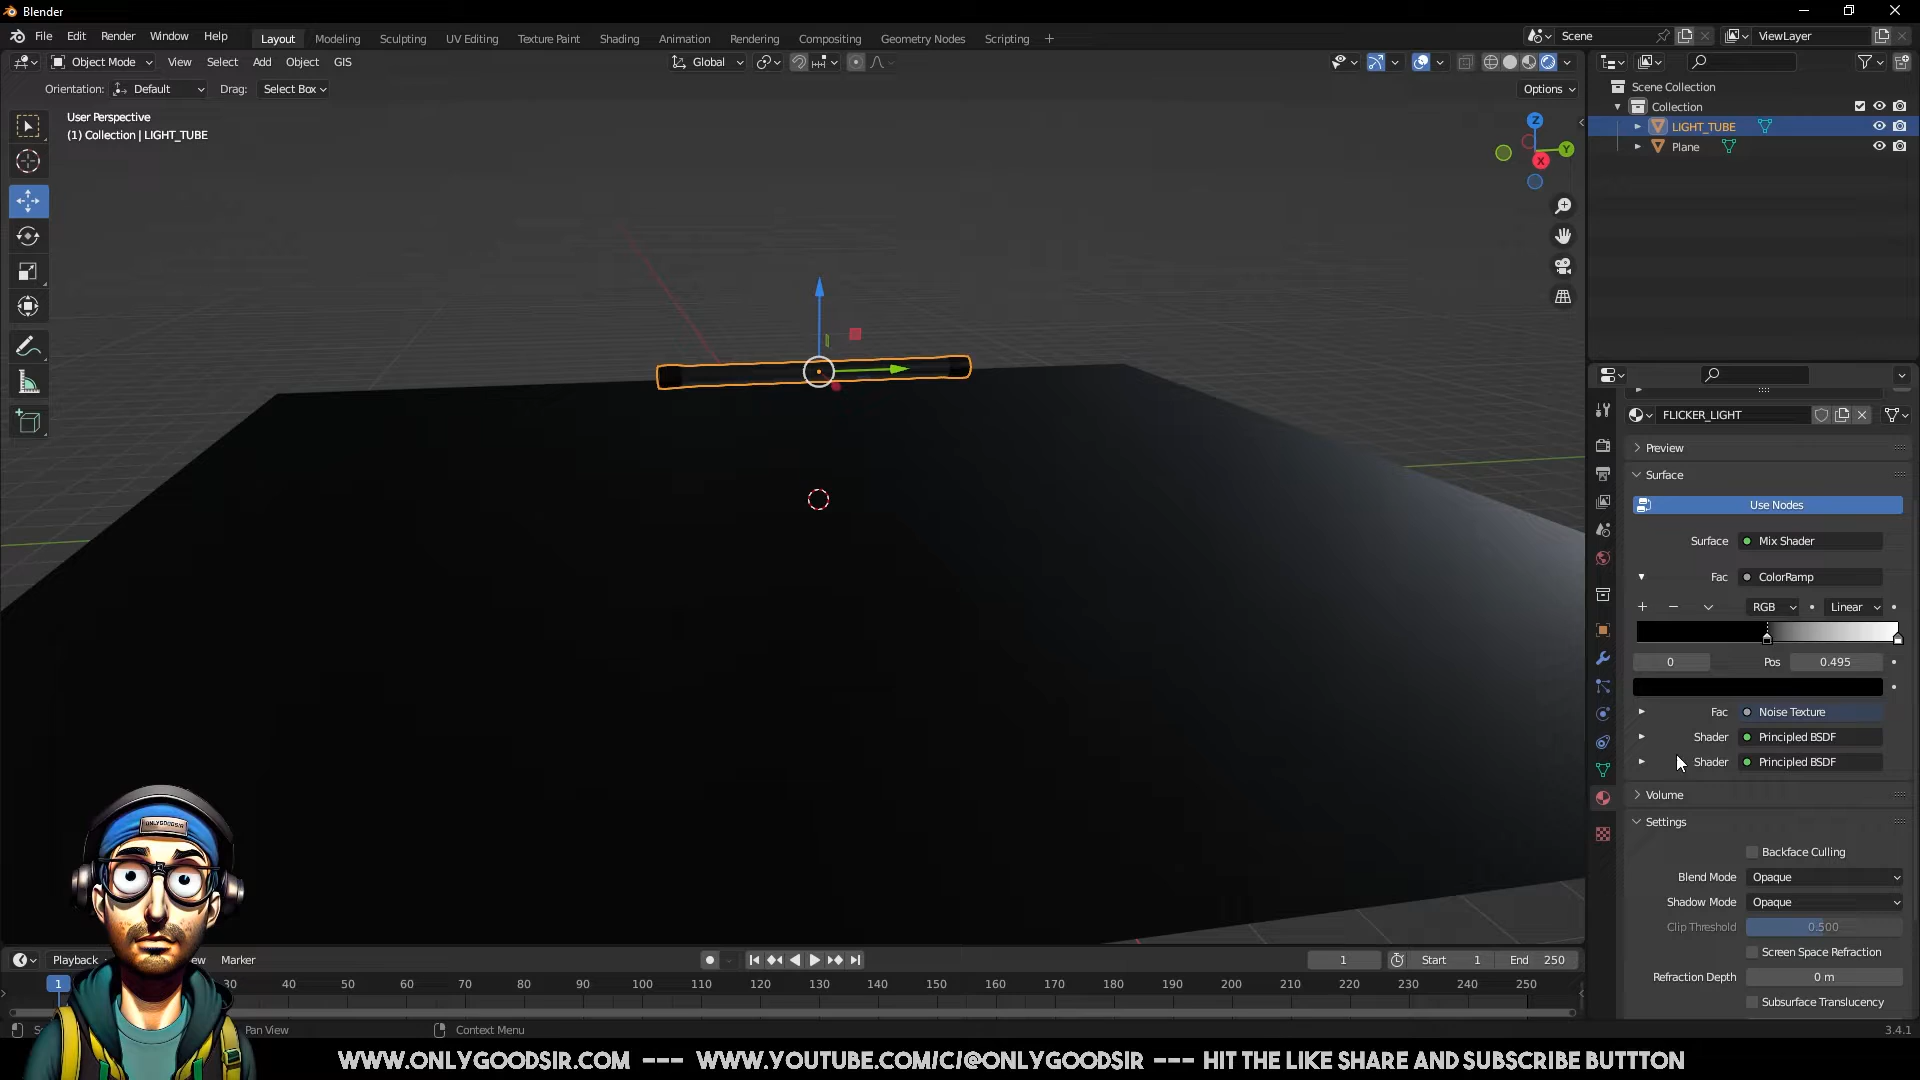 Blender
File Edit Render Window Help
Layout Modeling Sculpting UV Editing Texture Paint Shading Animation Rendering Compositing Geometry Nodes Scripting
Scene
ViewLayer
Object Mode View Select Add Object GIS
Global
Orientation: Default Drag: Select Box
Options
User Perspective
(1) Collection | LIGHT_TUBE
Z
Y
X
Scene Collection
Collection
LIGHT_TUBE
Plane
FLICKER_LIGHT
Preview
Surface
Use Nodes
Surface Mix Shader
Fac ColorRamp
RGB Linear
0 Pos 0.495
Fac Noise Texture
Shader Principled BSDF
Shader Principled BSDF
Volume
Settings
Backface Culling
Blend Mode Opaque
Shadow Mode Opaque
Clip Threshold 0.500
Screen Space Refraction
Refraction Depth 0 m
Subsurface Translucency
Playback Marker
1 Start 1 End 250
1 30 40 50 60 70 80 90 100 110 120 130 140 150 160 170 180 190 200 210 220 230 240 250
Pan View Context Menu
3.4.1
ONLYGOODSIR
WWW.ONLYGOODSIR.COM --- WWW.YOUTUBE.COM/C/@ONLYGOODSIR --- HIT THE LIKE SHARE AND SUBSCRIBE BUTTTON